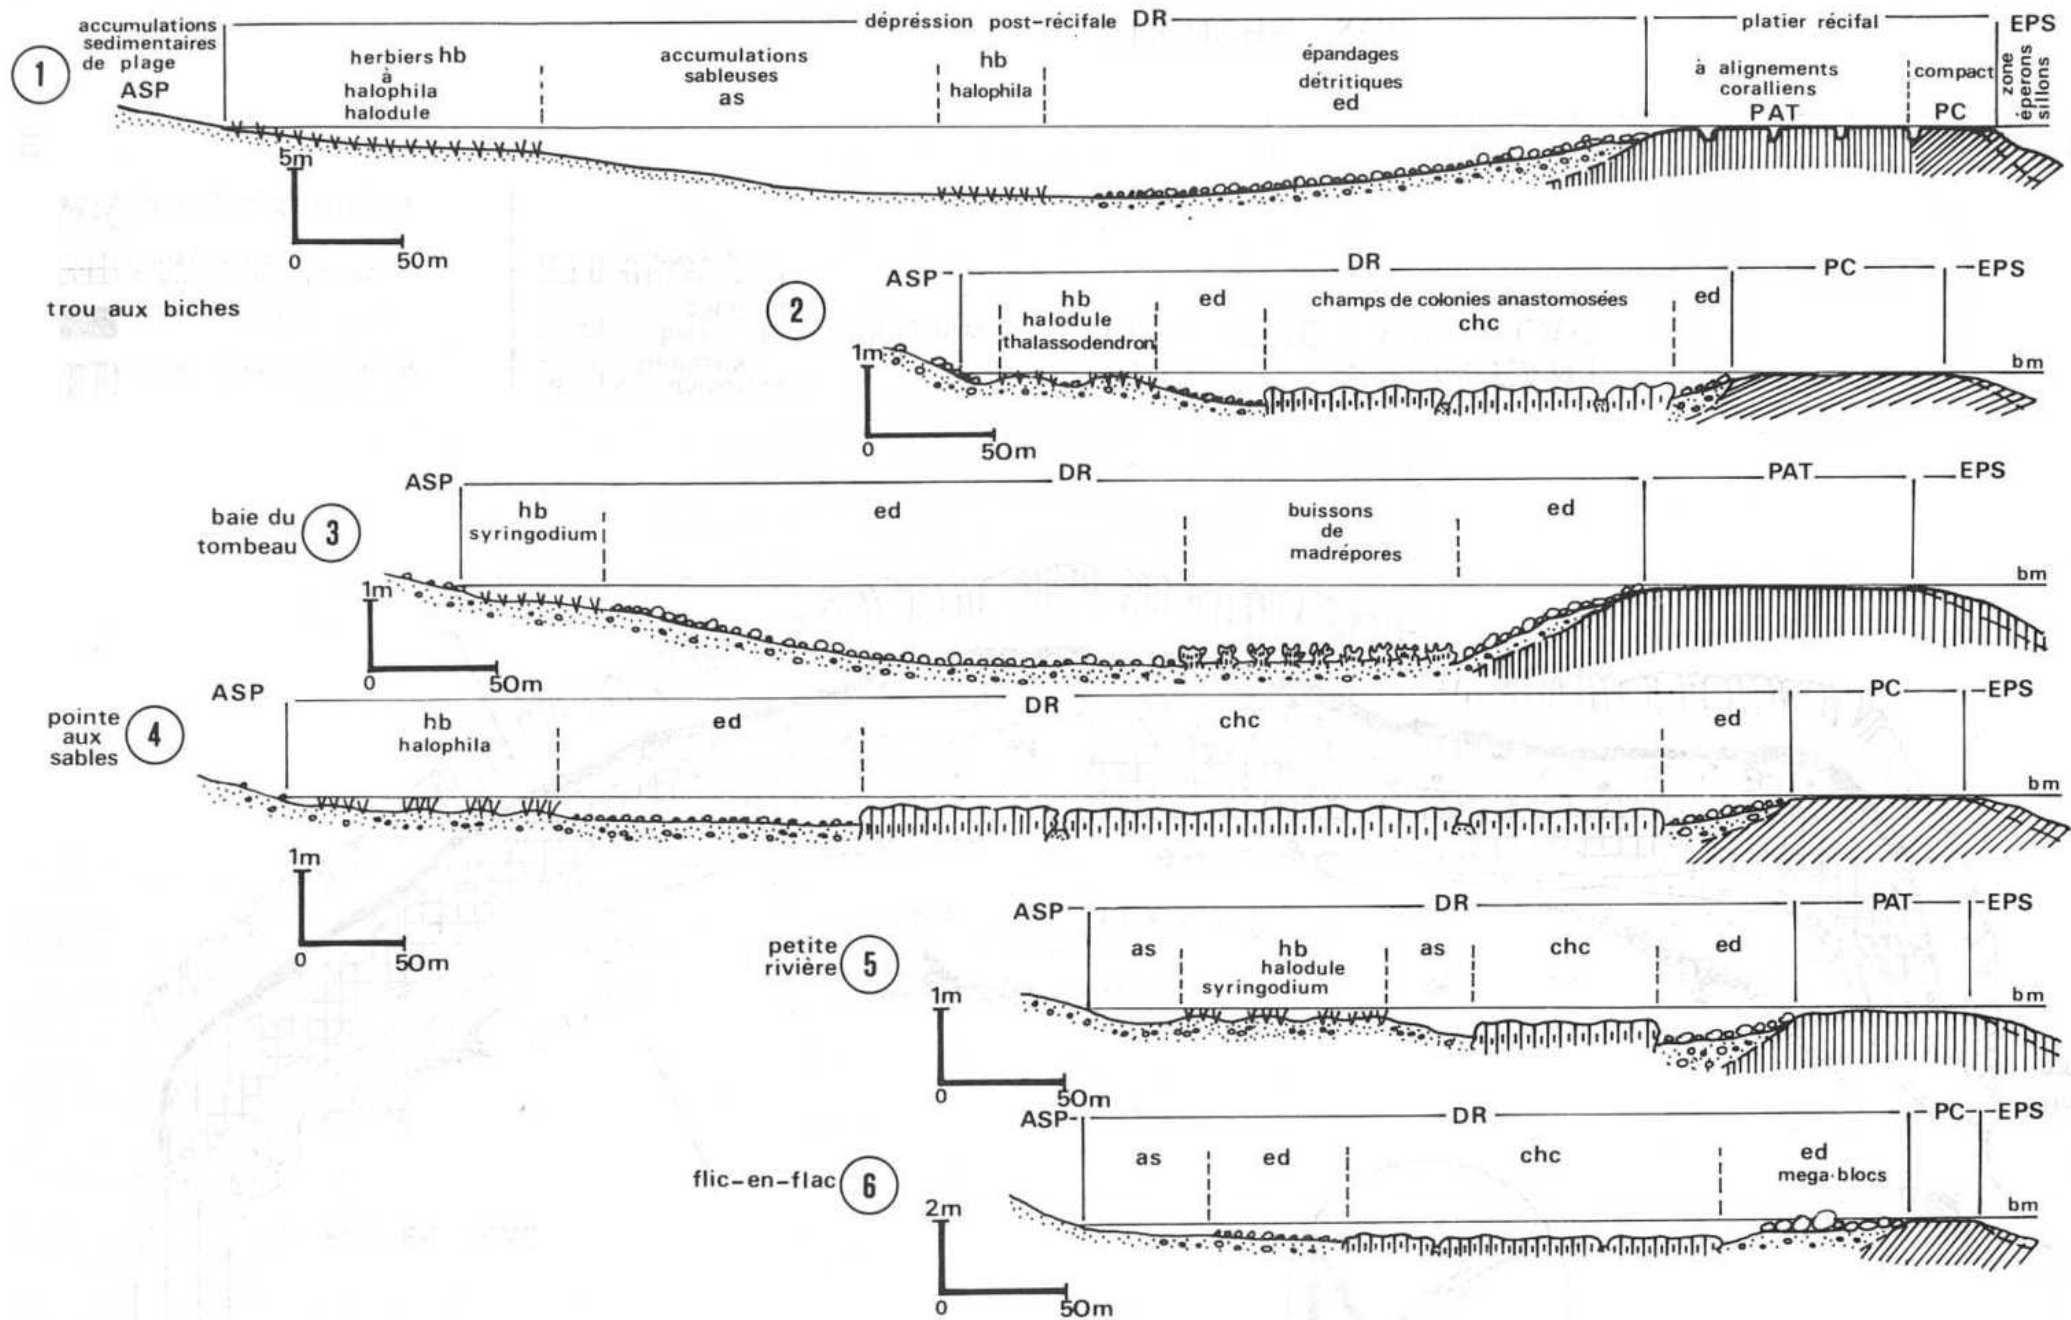 accumulations
sedimentaires
de plage
ASP
1
dépréssion post-récifale DR
platier récifal
EPS
herbiers hb
à
halophila
halodule
accumulations
sableuses
as
hb
halophila
épandages
détritiques
ed
à alignements
coralliens
PAT
compact
PC
zone
éperons
sillons
5m
0 50m
trou aux biches
2
ASP
DR
PC
EPS
hb
halodule
thalassodendron
ed
champs de colonies anastomosées
chc
ed
bm
1m
0 50m
baie du
tombeau
3
ASP
DR
PAT
EPS
hb
syringodium
ed
buissons
de
madrépores
ed
bm
1m
0 50m
pointe
aux
sables
4
ASP
DR
PC
EPS
hb
halophila
ed
chc
ed
bm
1m
0 50m
petite
rivière
5
ASP
DR
PAT
EPS
as
hb
halodule
syringodium
as
chc
ed
bm
1m
0 50m
flic-en-flac
6
ASP
DR
PC
EPS
as
ed
chc
ed
mega-blocs
bm
2m
0 50m